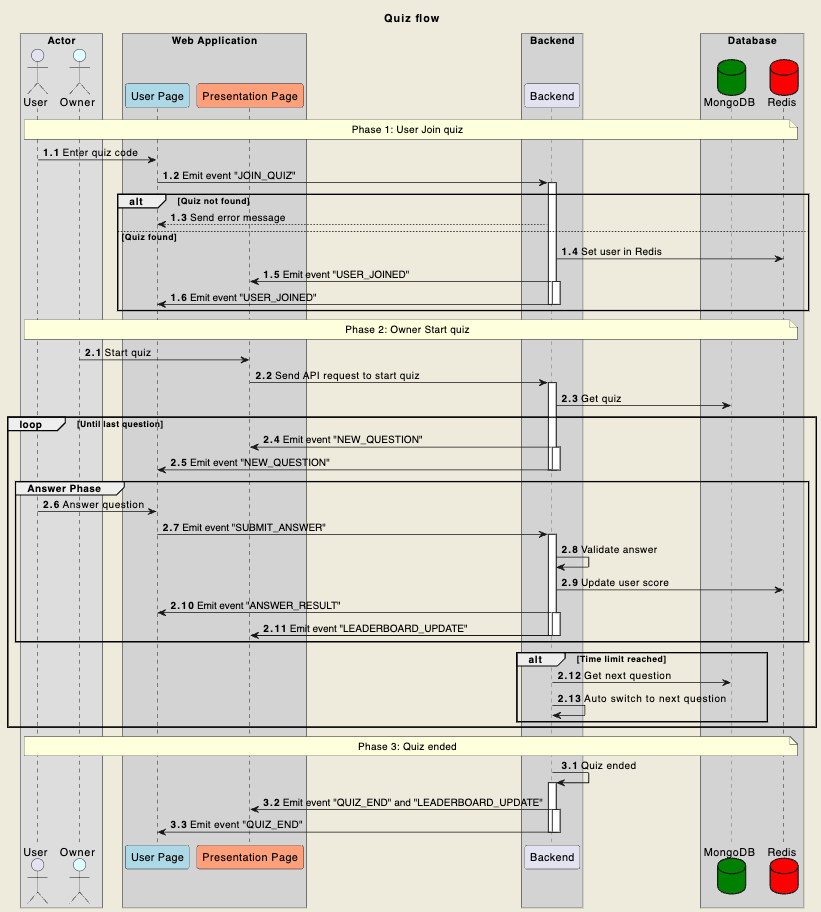 Quiz flow
Actor
Web Application
Backend
Database
User
Owner
User Page
Presentation Page
Backend
MongoDB
Redis
Phase 1: User Join quiz
1.1 Enter quiz code
1.2 Emit event "JOIN_QUIZ"
alt [Quiz not found]
1.3 Send error message
[Quiz found]
1.4 Set user in Redis
1.5 Emit event "USER_JOINED"
1.6 Emit event "USER_JOINED"
Phase 2: Owner Start quiz
2.1 Start quiz
2.2 Send API request to start quiz
2.3 Get quiz
loop [Until last question]
2.4 Emit event "NEW_QUESTION"
2.5 Emit event "NEW_QUESTION"
Answer Phase
2.6 Answer question
2.7 Emit event "SUBMIT_ANSWER"
2.8 Validate answer
2.9 Update user score
2.10 Emit event "ANSWER_RESULT"
2.11 Emit event "LEADERBOARD_UPDATE"
alt [Time limit reached]
2.12 Get next question
2.13 Auto switch to next question
Phase 3: Quiz ended
3.1 Quiz ended
3.2 Emit event "QUIZ_END" and "LEADERBOARD_UPDATE"
3.3 Emit event "QUIZ_END"
User
Owner
User Page
Presentation Page
Backend
MongoDB
Redis